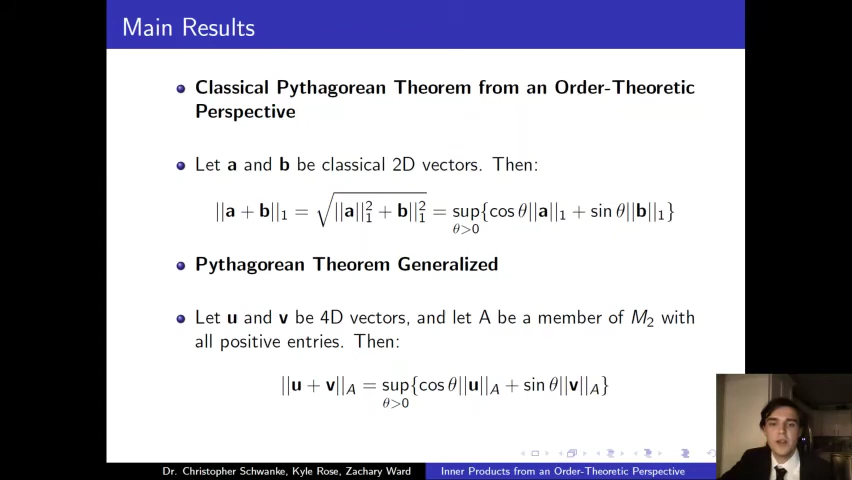 Main Results
Classical Pythagorean Theorem from an Order-Theoretic
Perspective
Let a and b be classical 2D vectors. Then:
||a + b||₁ = √||a||₁² + b||₁² = sup{cos θ||a||₁ + sin θ||b||₁}
θ>0
Pythagorean Theorem Generalized
Let u and v be 4D vectors, and let A be a member of M₂ with
all positive entries. Then:
||u + v||_A = sup{cos θ||u||_A + sin θ||v||_A}
θ>0
Dr. Christopher Schwanke, Kyle Rose, Zachary Ward
Inner Products from an Order-Theoretic Perspective